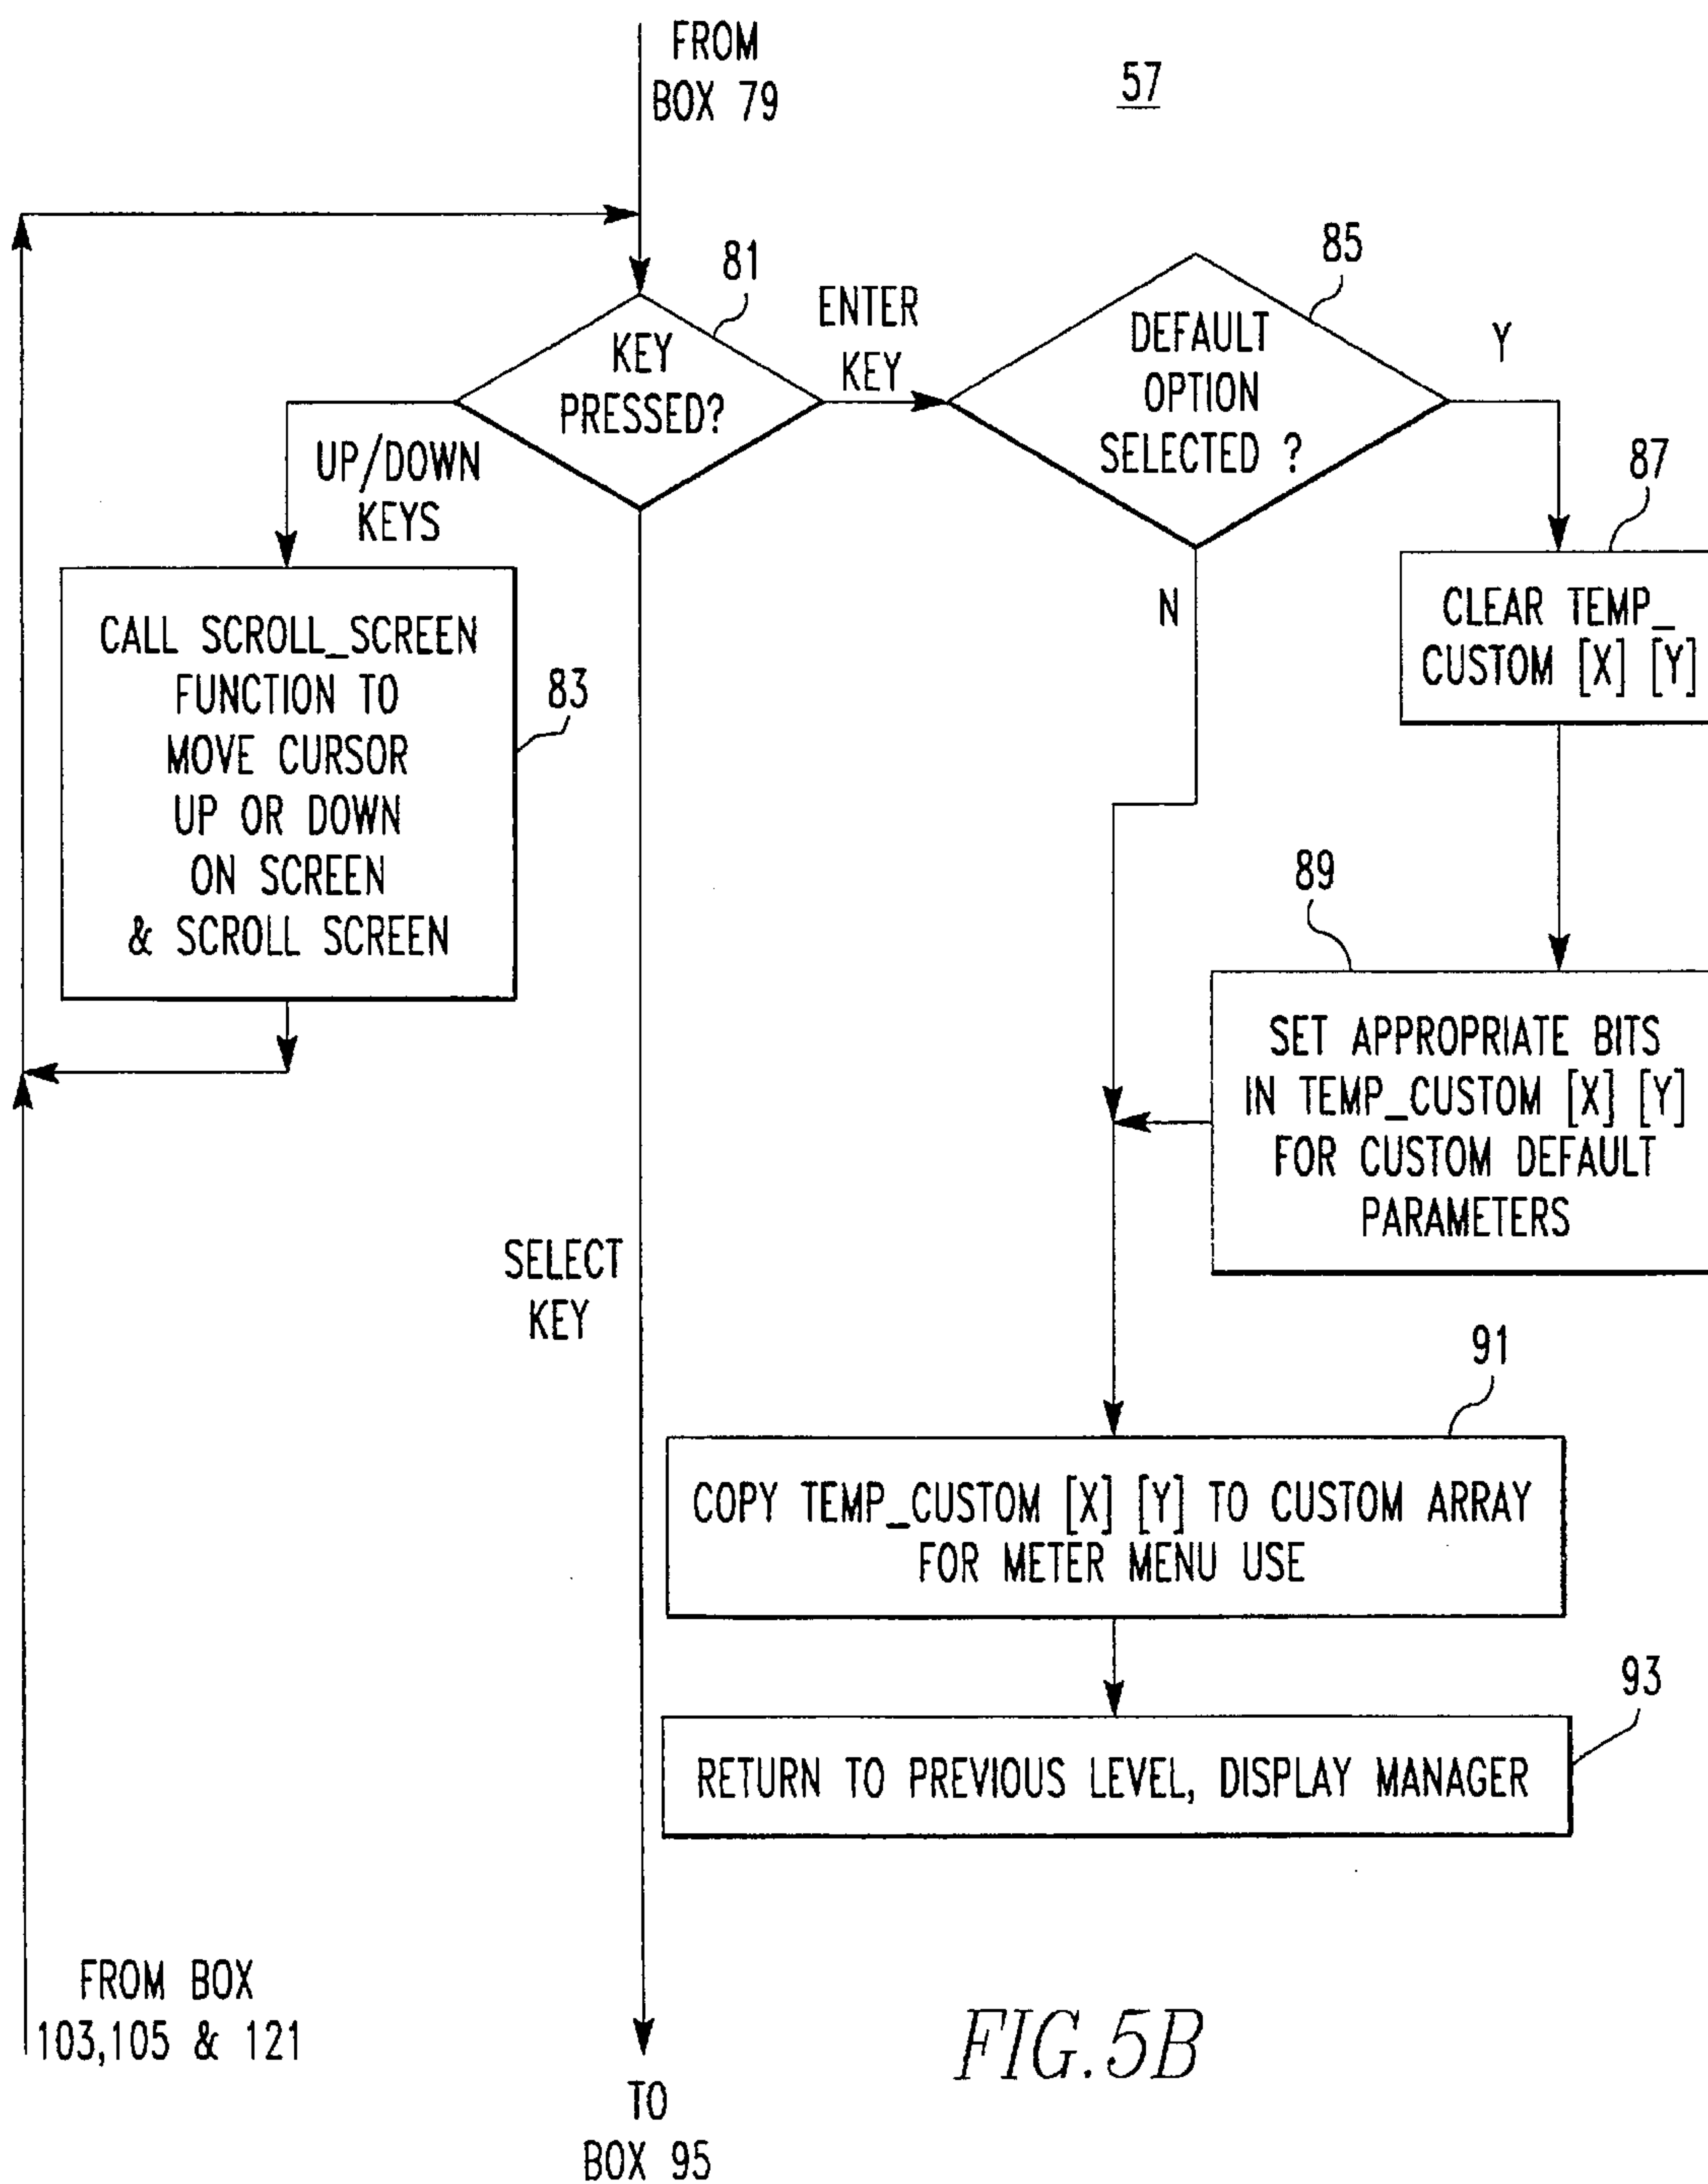 FROM
BOX 79
57
81
KEY
PRESSED?
ENTER
KEY
85
DEFAULT
OPTION
SELECTED ?
Y
UP/DOWN
KEYS
87
CLEAR TEMP_
CUSTOM [X] [Y]
N
CALL SCROLL_SCREEN
FUNCTION TO
MOVE CURSOR
UP OR DOWN
ON SCREEN
& SCROLL SCREEN
83
89
SET APPROPRIATE BITS
IN TEMP_CUSTOM [X] [Y]
FOR CUSTOM DEFAULT
PARAMETERS
SELECT
KEY
91
COPY TEMP_CUSTOM [X] [Y] TO CUSTOM ARRAY
FOR METER MENU USE
93
RETURN TO PREVIOUS LEVEL, DISPLAY MANAGER
FROM BOX
103,105 & 121
TO
BOX 95
FIG.5B